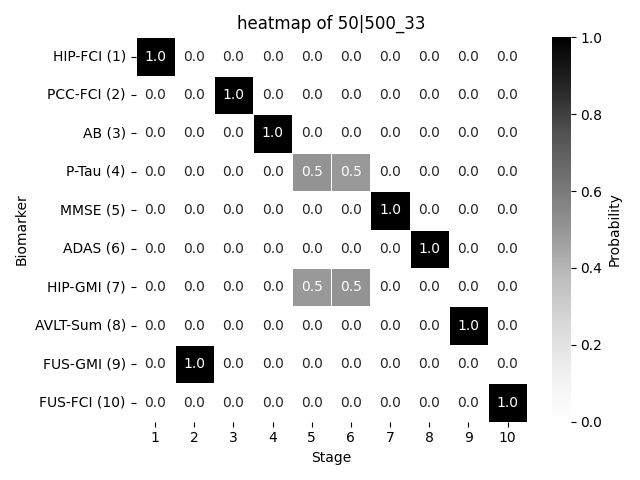 heatmap of 50|500_33
HIP-FCI (1) 1.0 0.0 0.0 0.0 0.0 0.0 0.0 0.0 0.0 0.0
PCC-FCI (2) 0.0 0.0 1.0 0.0 0.0 0.0 0.0 0.0 0.0 0.0
AB (3) 0.0 0.0 0.0 1.0 0.0 0.0 0.0 0.0 0.0 0.0
P-Tau (4) 0.0 0.0 0.0 0.0 0.5 0.5 0.0 0.0 0.0 0.0
MMSE (5) 0.0 0.0 0.0 0.0 0.0 0.0 1.0 0.0 0.0 0.0
ADAS (6) 0.0 0.0 0.0 0.0 0.0 0.0 0.0 1.0 0.0 0.0
HIP-GMI (7) 0.0 0.0 0.0 0.0 0.5 0.5 0.0 0.0 0.0 0.0
AVLT-Sum (8) 0.0 0.0 0.0 0.0 0.0 0.0 0.0 0.0 1.0 0.0
FUS-GMI (9) 0.0 1.0 0.0 0.0 0.0 0.0 0.0 0.0 0.0 0.0
FUS-FCI (10) 0.0 0.0 0.0 0.0 0.0 0.0 0.0 0.0 0.0 1.0
1 2 3 4 5 6 7 8 9 10
Stage
Biomarker
1.0
0.8
0.6
0.4
0.2
0.0
Probability